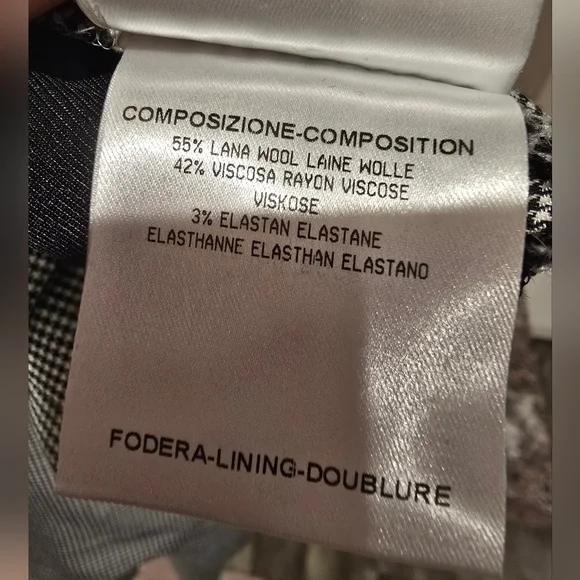 COMPOSIZIONE-COMPOSITION
55% LANA WOOL LAINE WOLLE
42% VISCOSA RAYON VISCOSE
VISKOSE
3% ELASTAN ELASTANE
ELASTHANNE ELASTHAN ELASTANO
FODERA-LINING-DOUBLURE